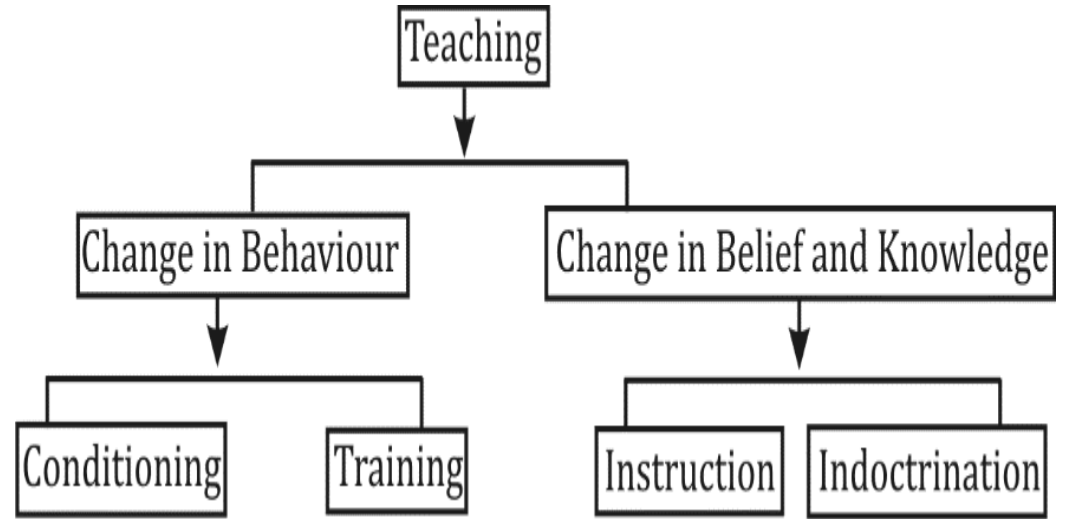 Teaching
Change in Behaviour
Change in Belief and Knowledge
Conditioning
Training
Instruction
Indoctrination